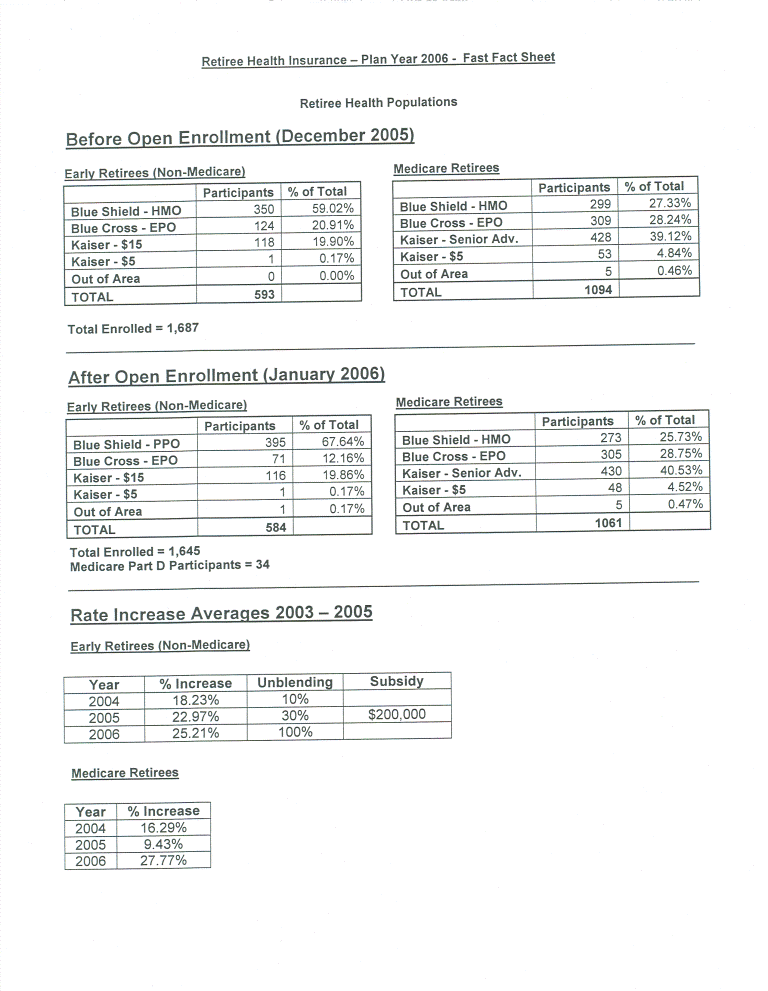 Retiree Health Insurance – Plan Year 2006 - Fast Fact Sheet
Retiree Health Populations
Before Open Enrollment (December 2005)
Early Retirees (Non-Medicare)
Participants % of Total
Blue Shield - HMO 350 59.02%
Blue Cross - EPO 124 20.91%
Kaiser - $15 118 19.90%
Kaiser - $5 1 0.17%
Out of Area 0 0.00%
TOTAL 593
Medicare Retirees
Participants % of Total
Blue Shield - HMO 299 27.33%
Blue Cross - EPO 309 28.24%
Kaiser - Senior Adv. 428 39.12%
Kaiser - $5 53 4.84%
Out of Area 5 0.46%
TOTAL 1094
Total Enrolled = 1,687
After Open Enrollment (January 2006)
Early Retirees (Non-Medicare)
Participants % of Total
Blue Shield - PPO 395 67.64%
Blue Cross - EPO 71 12.16%
Kaiser - $15 116 19.86%
Kaiser - $5 1 0.17%
Out of Area 1 0.17%
TOTAL 584
Medicare Retirees
Participants % of Total
Blue Shield - HMO 273 25.73%
Blue Cross - EPO 305 28.75%
Kaiser - Senior Adv. 430 40.53%
Kaiser - $5 48 4.52%
Out of Area 5 0.47%
TOTAL 1061
Total Enrolled = 1,645
Medicare Part D Participants = 34
Rate Increase Averages 2003 – 2005
Early Retirees (Non-Medicare)
Year % Increase Unblending Subsidy
2004 18.23% 10%
2005 22.97% 30% $200,000
2006 25.21% 100%
Medicare Retirees
Year % Increase
2004 16.29%
2005 9.43%
2006 27.77%